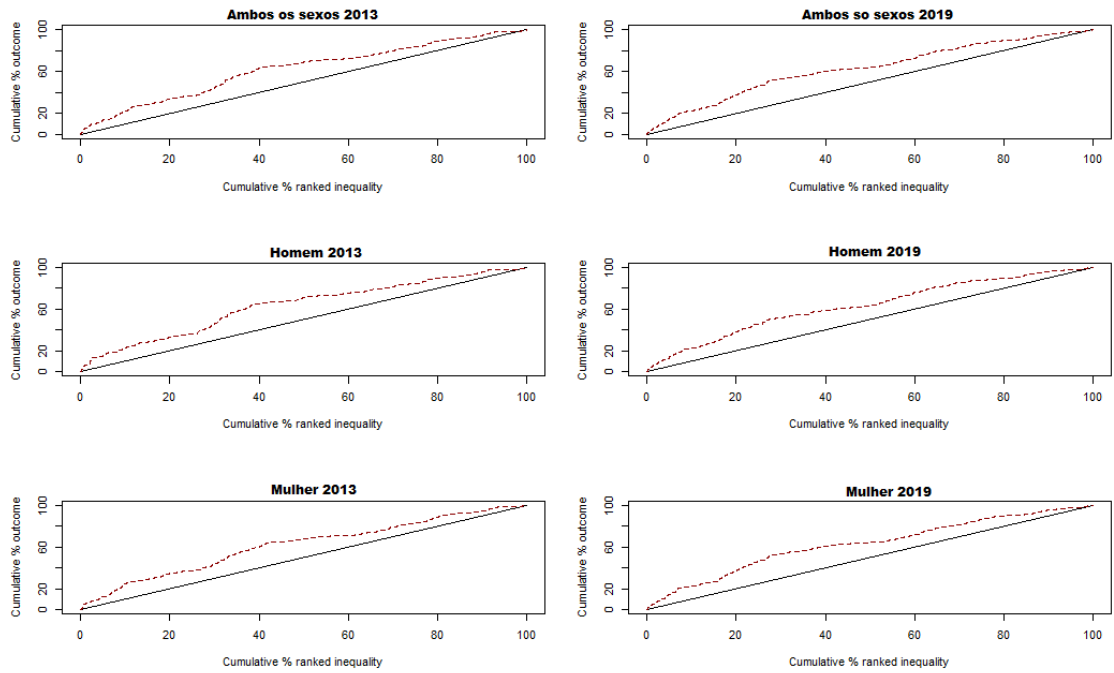 Ambos os sexos 2013
Cumulative % outcome
0 20 60 100
0 20 40 60 80 100
Cumulative % ranked inequality
Ambos so sexos 2019
Cumulative % outcome
0 20 60 100
0 20 40 60 80 100
Cumulative % ranked inequality
Homem 2013
Cumulative % outcome
0 20 60 100
0 20 40 60 80 100
Cumulative % ranked inequality
Homem 2019
Cumulative % outcome
0 20 60 100
0 20 40 60 80 100
Cumulative % ranked inequality
Mulher 2013
Cumulative % outcome
0 20 60 100
0 20 40 60 80 100
Cumulative % ranked inequality
Mulher 2019
Cumulative % outcome
0 20 60 100
0 20 40 60 80 100
Cumulative % ranked inequality